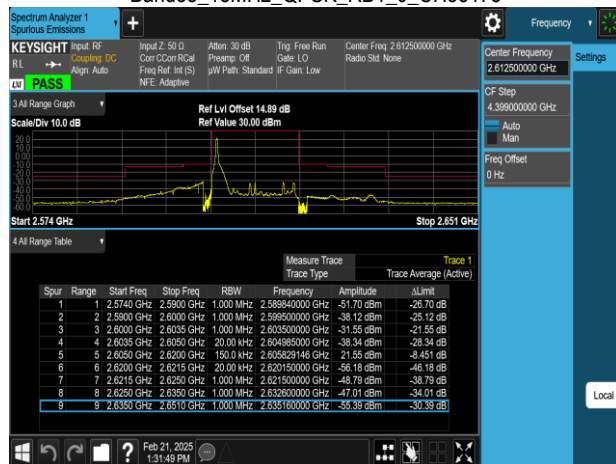 Spectrum Analyzer 1
Spurious Emissions
Frequency
KEYSIGHT
Input: RF
Coupling: DC
Align: Auto
Input Z: 50 Ω
Corr CCorr RCal
Freq Ref: Int (S)
NFE: Adaptive
Atten: 30 dB
Preamp: Off
µW Path: Standard
Trig: Free Run
Gate: LO
IF Gain: Low
Center Freq: 2.612500000 GHz
Radio Std: None
RL
LXI
PASS
Center Frequency
2.612500000 GHz
Settings
CF Step
4.399000000 GHz
Auto
Man
Freq Offset
0 Hz
3 All Range Graph
Scale/Div 10.0 dB
Ref Lvl Offset 14.89 dB
Ref Value 30.00 dBm
20.0
10.0
0.00
-10.0
-20.0
-30.0
-40.0
-50.0
-60.0
Start 2.574 GHz
Stop 2.651 GHz
4 All Range Table
Measure Trace Trace 1
Trace Type Trace Average (Active)
Spur Range Start Freq Stop Freq RBW Frequency Amplitude ΔLimit
1 1 2.5740 GHz 2.5900 GHz 1.000 MHz 2.589840000 GHz -51.70 dBm -26.70 dB
2 2 2.5900 GHz 2.6000 GHz 1.000 MHz 2.599500000 GHz -38.12 dBm -25.12 dB
3 3 2.6000 GHz 2.6035 GHz 1.000 MHz 2.603500000 GHz -31.55 dBm -21.55 dB
4 4 2.6035 GHz 2.6050 GHz 20.00 kHz 2.604985000 GHz -38.34 dBm -28.34 dB
5 5 2.6050 GHz 2.6200 GHz 150.0 kHz 2.605829146 GHz 21.55 dBm -8.451 dB
6 6 2.6200 GHz 2.6215 GHz 20.00 kHz 2.620150000 GHz -56.18 dBm -46.18 dB
7 7 2.6215 GHz 2.6250 GHz 1.000 MHz 2.621500000 GHz -48.79 dBm -38.79 dB
8 8 2.6250 GHz 2.6350 GHz 1.000 MHz 2.632600000 GHz -47.01 dBm -34.01 dB
9 9 2.6350 GHz 2.6510 GHz 1.000 MHz 2.635160000 GHz -55.39 dBm -30.39 dB
Local
Feb 21, 2025
1:31:49 PM